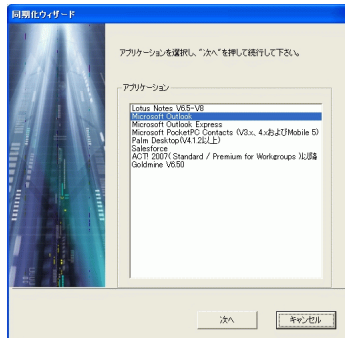 同期化ウィザード
アプリケーションを選択し、"次へ"を押して続行して下さい。
アプリケーション
Lotus Notes V6.5-V8
Microsoft Outlook
Microsoft Outlook Express
Microsoft PocketPC Contacts (V3.x、4.xおよびMobile 5)
Palm Desktop(V4.1.2以上)
Salesforce
ACT! 2007( Standard / Premium for Workgroups )以降
Goldmine V6.50
次へ
キャンセル